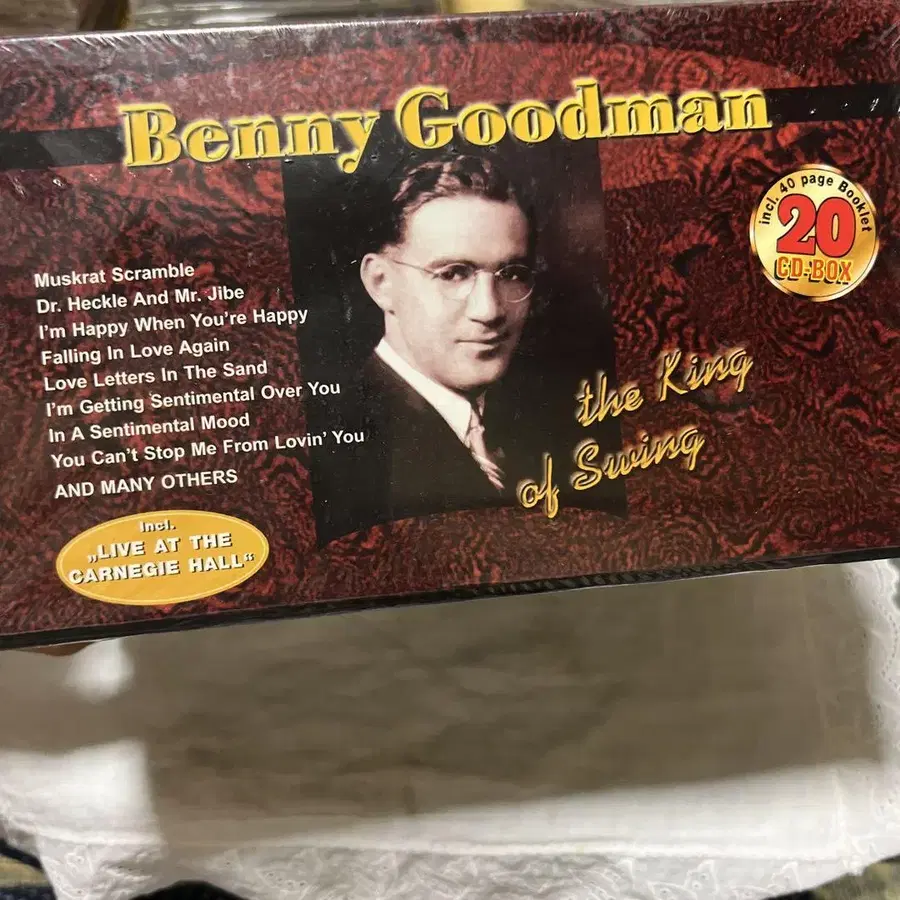 Benny Goodman
incl. 40 page Booklet
20
CD-BOX
Muskrat Scramble
Dr. Heckle And Mr. Jibe
I'm Happy When You're Happy
Falling In Love Again
Love Letters In The Sand
I'm Getting Sentimental Over You
In A Sentimental Mood
You Can't Stop Me From Lovin' You
AND MANY OTHERS
the King
of Swing
Incl.
„LIVE AT THE
CARNEGIE HALL“